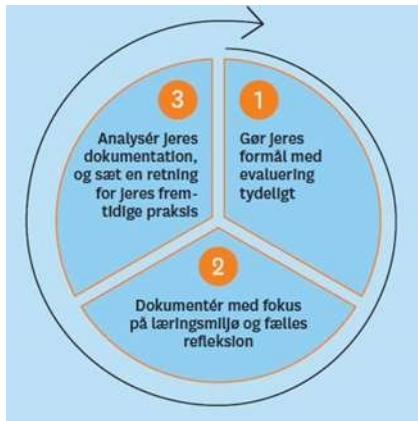 1
Gør jeres
formål med
evaluering
tydeligt
2
Dokumentér med fokus
på læringsmiljø og fælles
refleksion
3
Analysér jeres
dokumentation,
og sæt en retning
for jeres frem-
tidige praksis